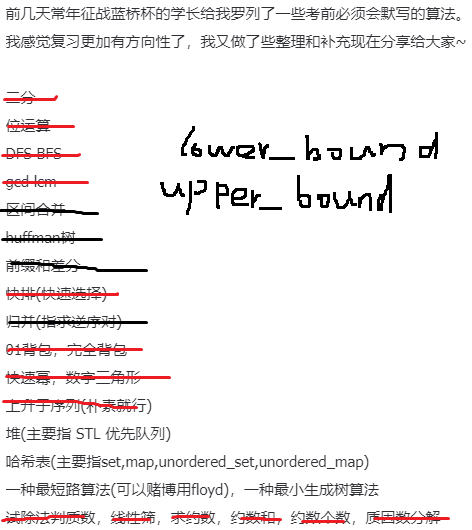 前几天常年征战蓝桥杯的学长给我罗列了一些考前必须会默写的算法。
我感觉复习更加有方向性了，我又做了些整理和补充现在分享给大家~
二分
位运算
DFS BFS
gcd lcm
区间合并
huffman树
前缀和差分
快排(快速选择)
归并(指求逆序对)
01背包，完全背包
快速幂，数字三角形
上升子序列(朴素就行)
堆(主要指 STL 优先队列)
哈希表(主要指set,map,unordered_set,unordered_map)
一种最短路算法(可以赌博用floyd)，一种最小生成树算法
试除法判质数，线性筛，求约数，约数和，约数个数，质因数分解
lower_bound
upper_bound